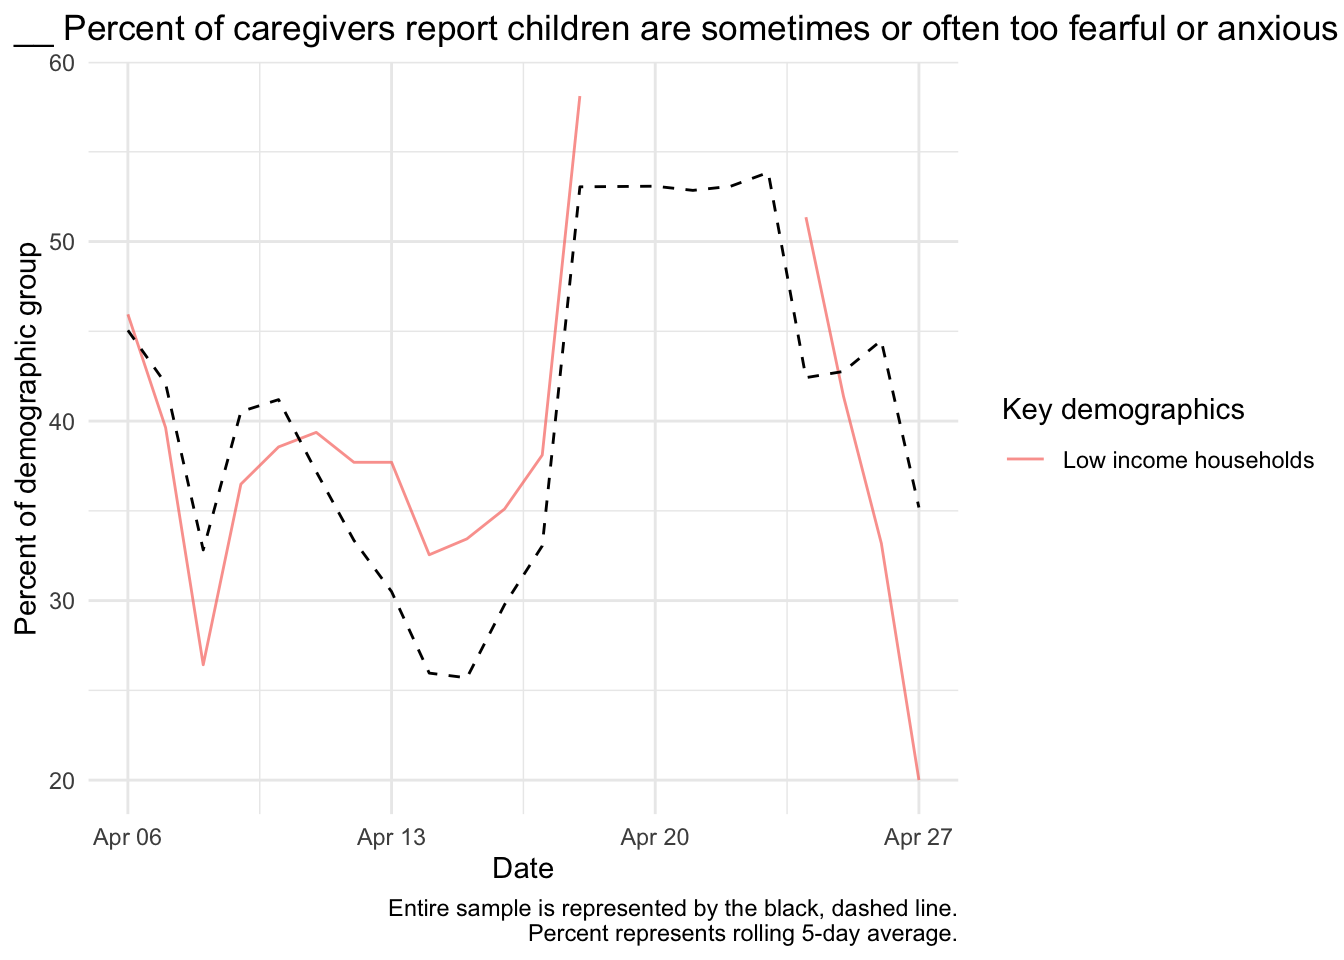 __ Percent of caregivers report children are sometimes or often too fearful or anxious
60
50
40
30
20
Percent of demographic group
Apr 06
Apr 13
Apr 20
Apr 27
Date
Key demographics
Low income households
Entire sample is represented by the black, dashed line.
Percent represents rolling 5-day average.